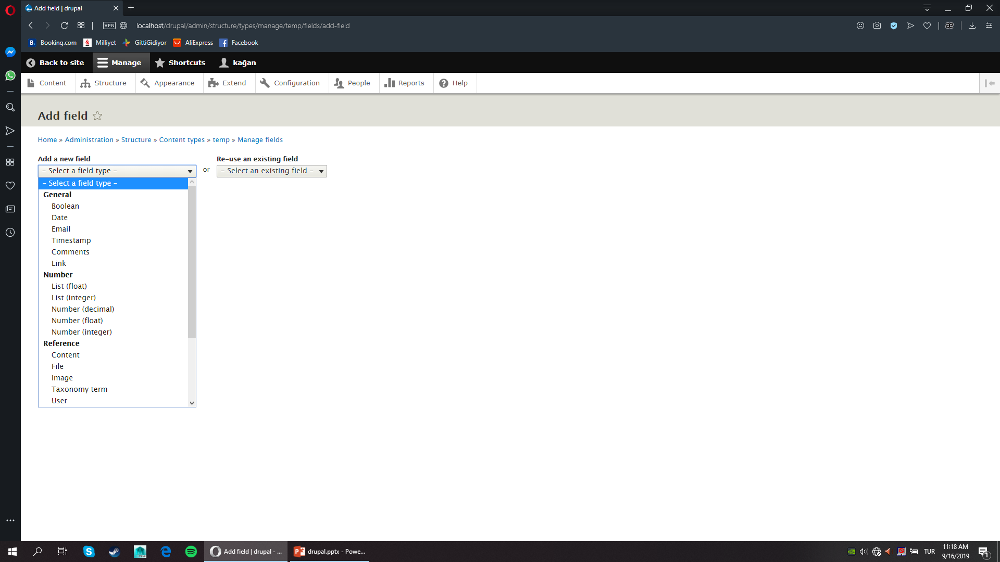 Add field | drupal
VPN
localhost/drupal/admin/structure/types/manage/temp/fields/add-field
B. Booking.com Milliyet GittiGidiyor AliExpress Facebook
Back to site Manage Shortcuts kağan
Content Structure Appearance Extend Configuration People Reports Help
Add field
Home » Administration » Structure » Content types » temp » Manage fields
Add a new field
- Select a field type -
or
Re-use an existing field
- Select an existing field -
- Select a field type -
General
Boolean
Date
Email
Timestamp
Comments
Link
Number
List (float)
List (integer)
Number (decimal)
Number (float)
Number (integer)
Reference
Content
File
Image
Taxonomy term
User
Add field | drupal - ...
drupal.pptx - Powe...
TUR
11:18 AM
9/16/2019
1